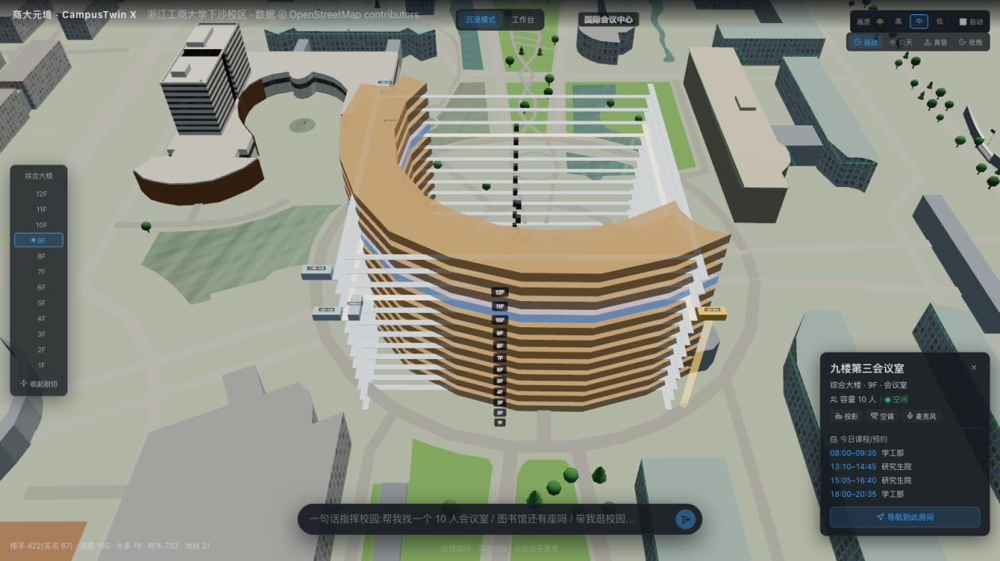 商大元境 · CampusTwin X 浙江工商大学下沙校区 · 数据 © OpenStreetMap contributors
沉浸模式 工作台
国际会议中心
画质 中 高 中 低 自动
自动 白天 黄昏 夜晚
综合大楼
12F
11F
10F
9F
8F
7F
6F
5F
4F
3F
2F
1F
收起剖切
12F
11F
10F
9F
8F
7F
6F
5F
4F
3F
2F
1F
九楼第三会议室
综合大楼 · 9F · 会议室
容量 10 人 | 空闲
投影 空调 麦克风
今日课程/预约
08:00–09:35 学工部
13:10–14:45 研究生院
15:05–16:40 研究生院
18:00–20:35 学工部
导航到此房间
一句话指挥校园:帮我找一个 10 人会议室 / 图书馆还有座吗 / 带我逛校园…
拖拽旋转 · 滚轮缩放 · 点击楼宇聚焦
楼宇 422(实名 87) · 道路 160 · 水系 19 · 树木 733 · 地标 21